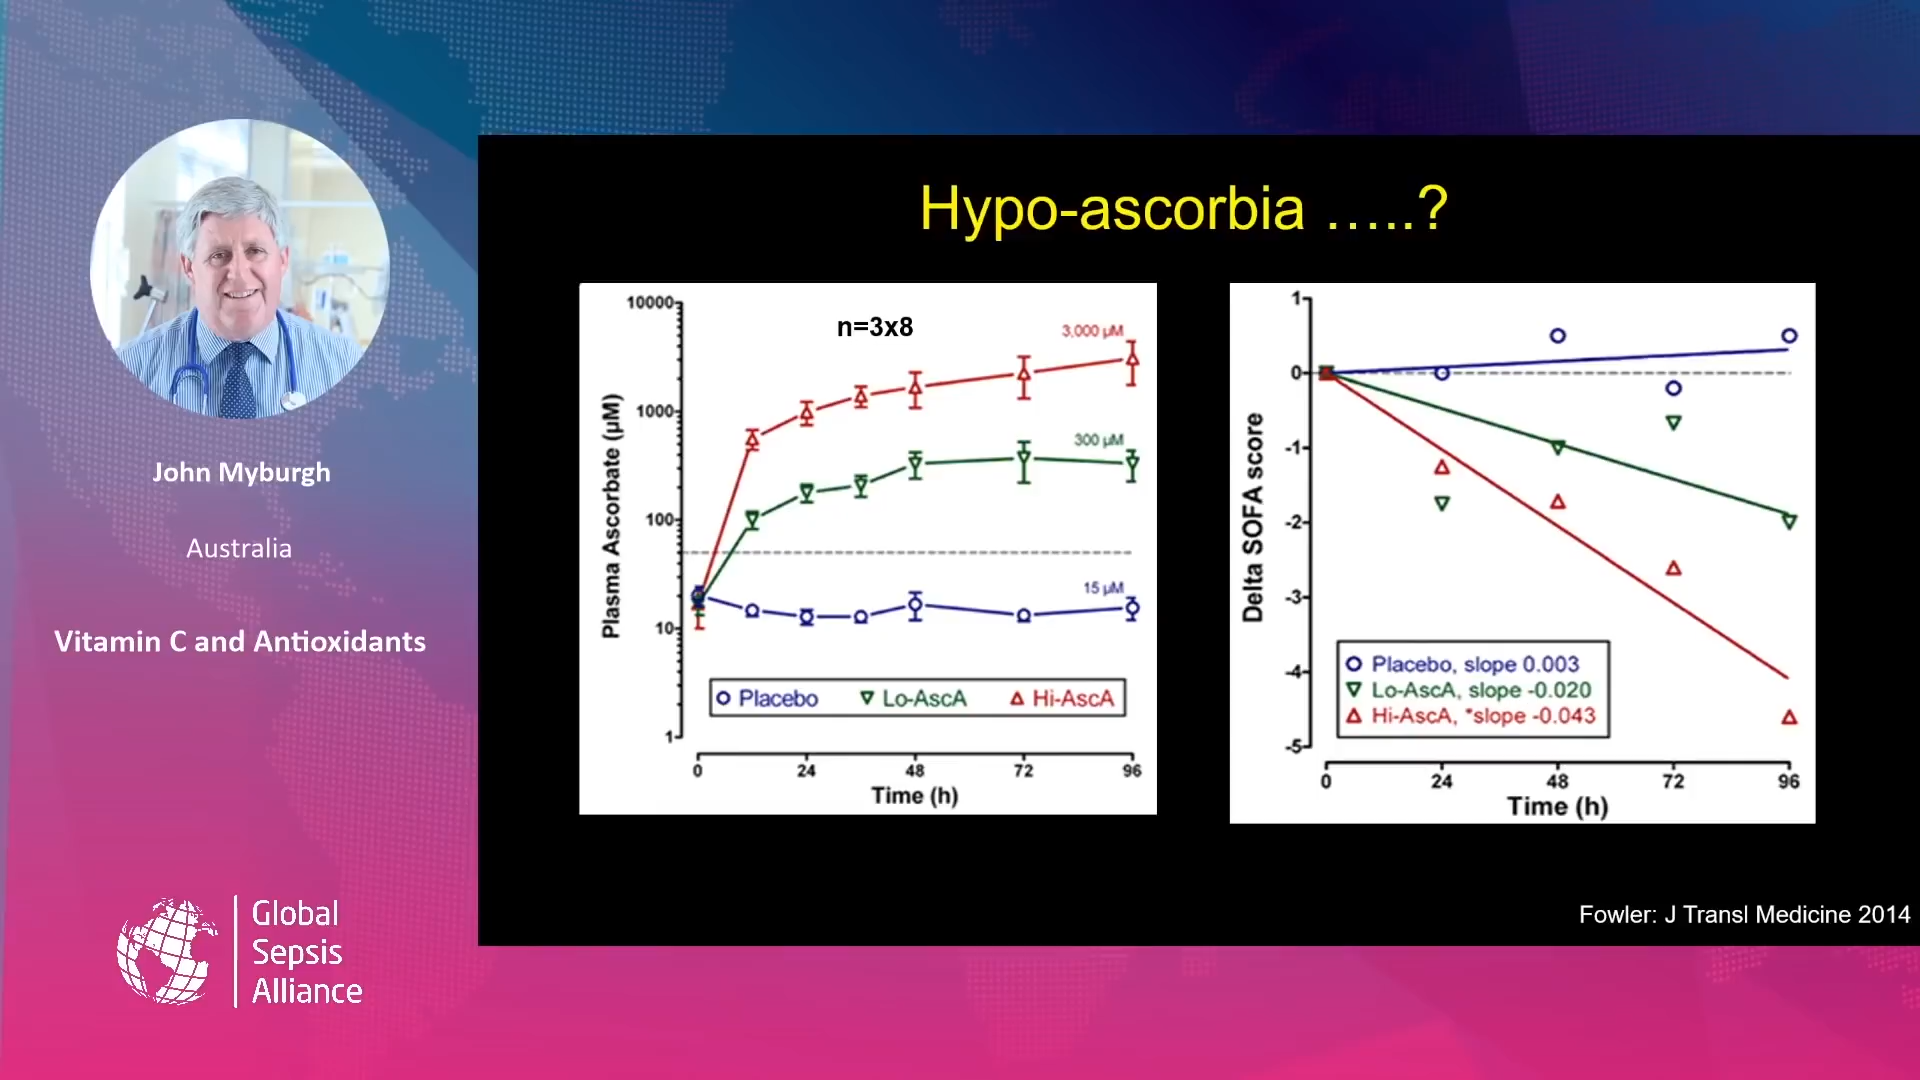 John Myburgh
Australia
Vitamin C and Antioxidants
Global
Sepsis
Alliance
Hypo-ascorbia …..?
n=3x8
Plasma Ascorbate (µM)
10000
1000
100
10
1
3,000 µM
300 µM
15 µM
Placebo Lo-AscA Hi-AscA
0 24 48 72 96
Time (h)
Delta SOFA score
1
0
-1
-2
-3
-4
-5
Placebo, slope 0.003
Lo-AscA, slope -0.020
Hi-AscA, *slope -0.043
0 24 48 72 96
Time (h)
Fowler: J Transl Medicine 2014